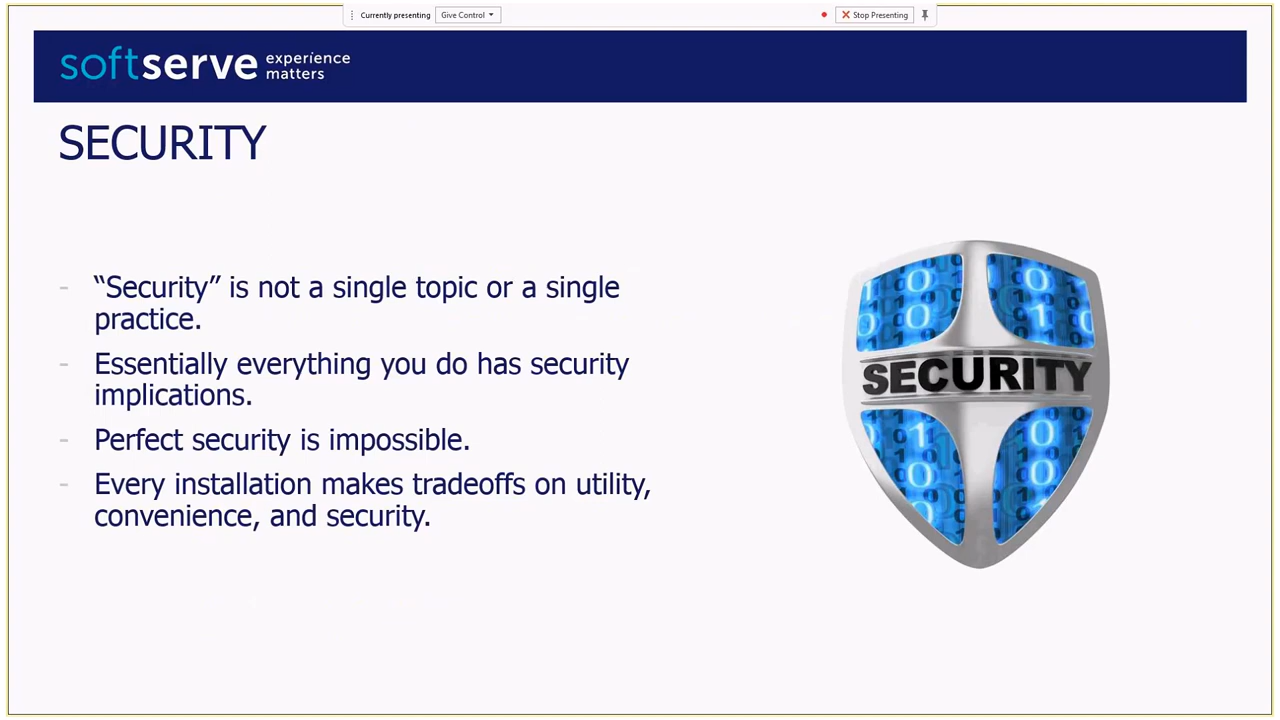 Currently presenting Give Control Stop Presenting
softserve experience matters
SECURITY
- “Security” is not a single topic or a single
practice.
- Essentially everything you do has security
implications.
- Perfect security is impossible.
- Every installation makes tradeoffs on utility,
convenience, and security.
SECURITY